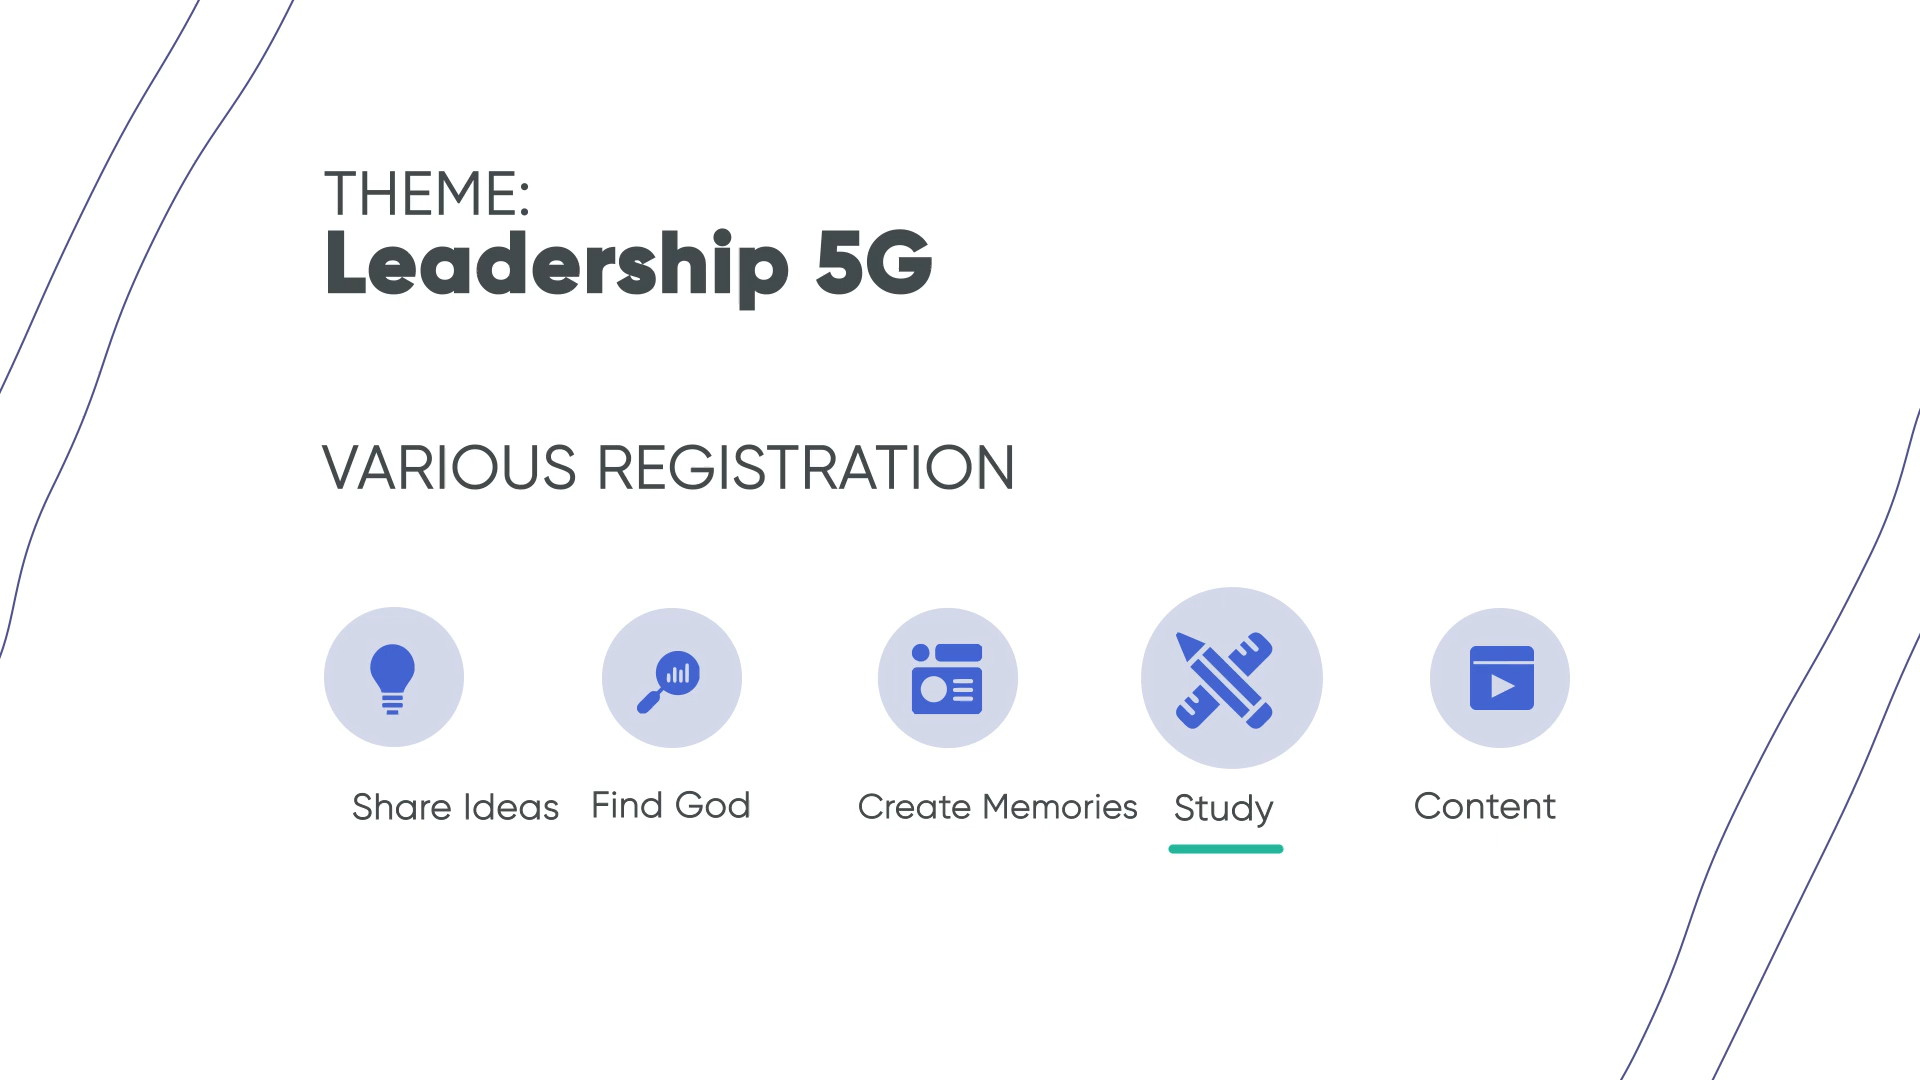 THEME:
Leadership 5G
VARIOUS REGISTRATION
Share Ideas
Find God
Create Memories
Study
Content